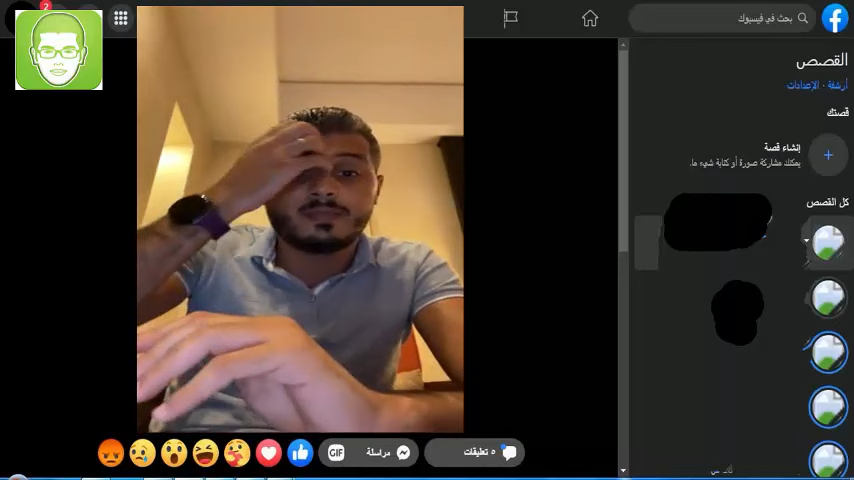 2
بحث في فيسبوك
القصص
أرشفة · الإعدادات
قصتك
إنشاء قصة
يمكنك مشاركة صورة أو كتابة شيء ما.
كل القصص
GIF
مراسلة
٥ تعليقات